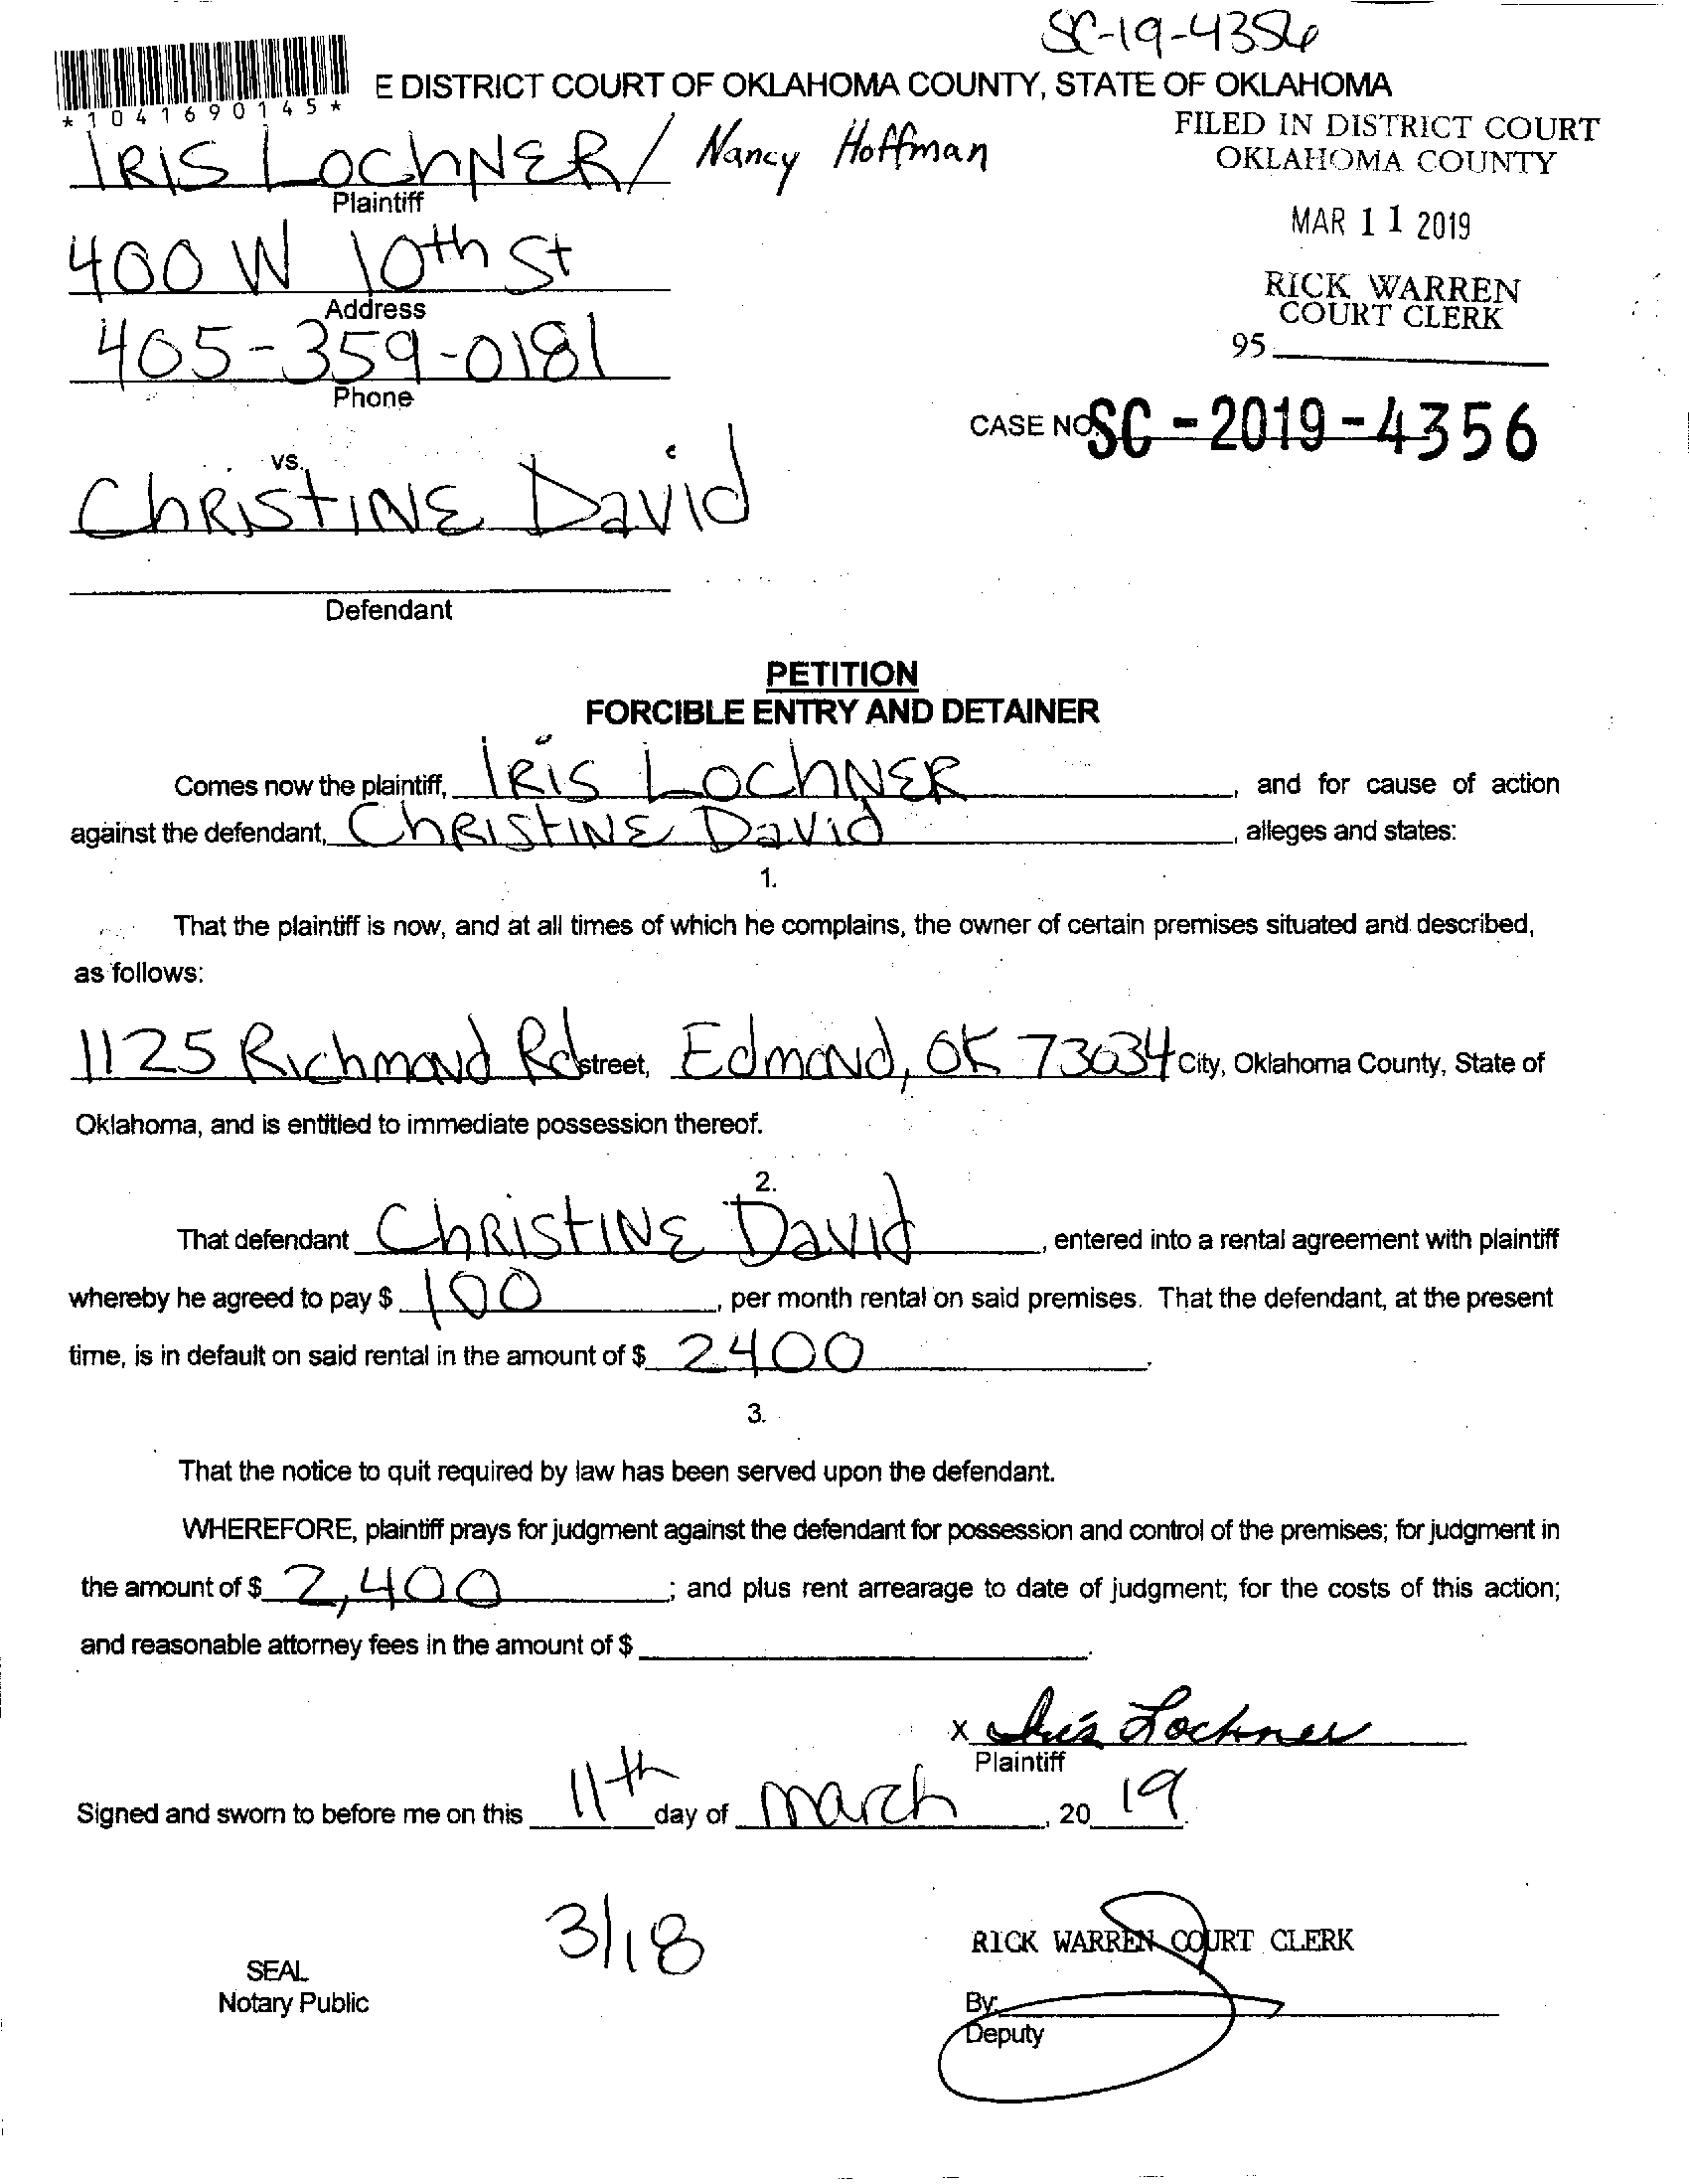 SC-19-4356
E DISTRICT COURT OF OKLAHOMA COUNTY, STATE OF OKLAHOMA
*1041690145*
FILED IN DISTRICT COURT
OKLAHOMA COUNTY
IRIS LOCHNER / Nancy Hoffman
Plaintiff
MAR 11 2019
400 W 10th St
Address
RICK WARREN
COURT CLERK
95
405-359-0181
Phone
CASE NO. SC-2019-4356
vs.
ChRISTINE David
Defendant
PETITION
FORCIBLE ENTRY AND DETAINER
Comes now the plaintiff, IRIS LOChNER, and for cause of action
against the defendant, ChRISTINE David, alleges and states:
1.
That the plaintiff is now, and at all times of which he complains, the owner of certain premises situated and described,
as follows:
1125 Richmond Rd street, Edmond, OK 73034 City, Oklahoma County, State of
Oklahoma, and is entitled to immediate possession thereof.
2.
That defendant ChRISTINE David, entered into a rental agreement with plaintiff
whereby he agreed to pay $ 100, per month rental on said premises. That the defendant, at the present
time, is in default on said rental in the amount of $ 2400.
3.
That the notice to quit required by law has been served upon the defendant.
WHEREFORE, plaintiff prays for judgment against the defendant for possession and control of the premises; for judgment in
the amount of $ 2,400; and plus rent arrearage to date of judgment; for the costs of this action;
and reasonable attorney fees in the amount of $ .
x Iris Lochner
Plaintiff
Signed and sworn to before me on this 11th day of march, 20 19.
3/18
RICK WARREN COURT CLERK
SEAL
Notary Public
By:
Deputy